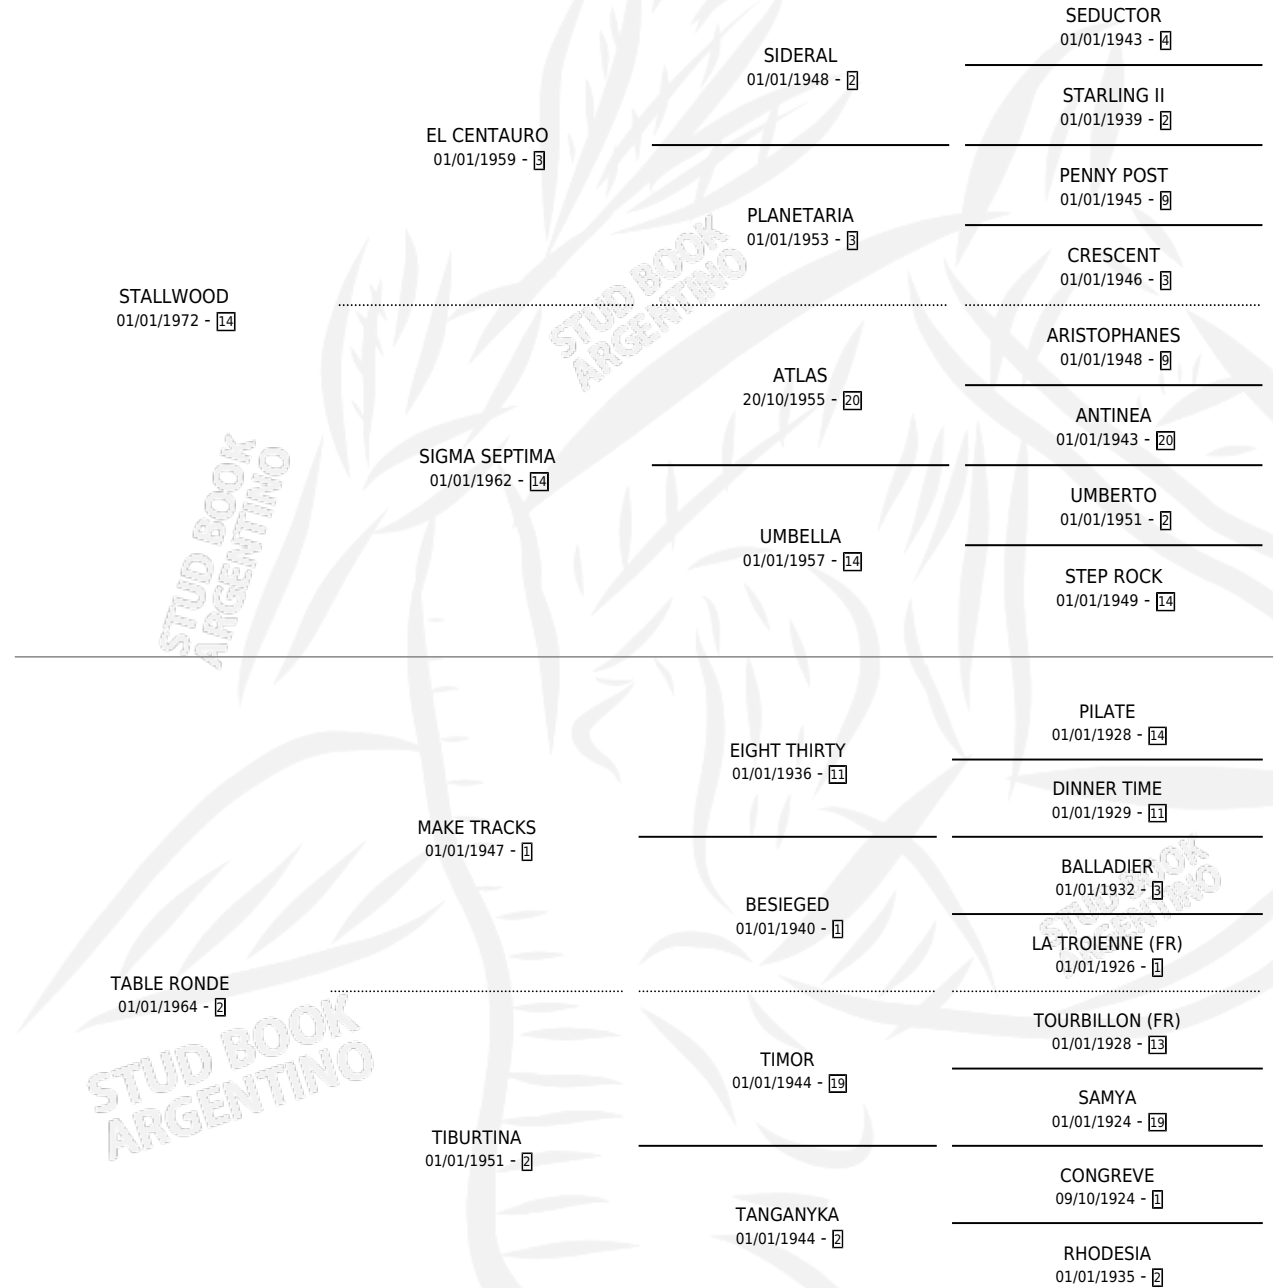 SEDUCTOR
01/01/1943 - 4
SIDERAL
01/01/1948 - 2
STARLING II
01/01/1939 - 2
EL CENTAURO
01/01/1959 - 3
PENNY POST
01/01/1945 - 9
PLANETARIA
01/01/1953 - 3
CRESCENT
01/01/1946 - 3
STALLWOOD
01/01/1972 - 14
ARISTOPHANES
01/01/1948 - 9
ATLAS
20/10/1955 - 20
ANTINEA
01/01/1943 - 20
SIGMA SEPTIMA
01/01/1962 - 14
UMBERTO
01/01/1951 - 2
UMBELLA
01/01/1957 - 14
STEP ROCK
01/01/1949 - 14
STUD BOOK
ARGENTINO
STUD BOOK
ARGENTINO
PILATE
01/01/1928 - 14
EIGHT THIRTY
01/01/1936 - 11
DINNER TIME
01/01/1929 - 11
MAKE TRACKS
01/01/1947 - 1
BALLADIER
01/01/1932 - 3
BESIEGED
01/01/1940 - 1
LA TROIENNE (FR)
01/01/1926 - 1
TABLE RONDE
01/01/1964 - 2
TOURBILLON (FR)
01/01/1928 - 13
TIMOR
01/01/1944 - 19
SAMYA
01/01/1924 - 19
TIBURTINA
01/01/1951 - 2
CONGREVE
09/10/1924 - 1
TANGANYKA
01/01/1944 - 2
RHODESIA
01/01/1935 - 2
STUD BOOK
ARGENTINO
STUD BOOK
ARGENTINO